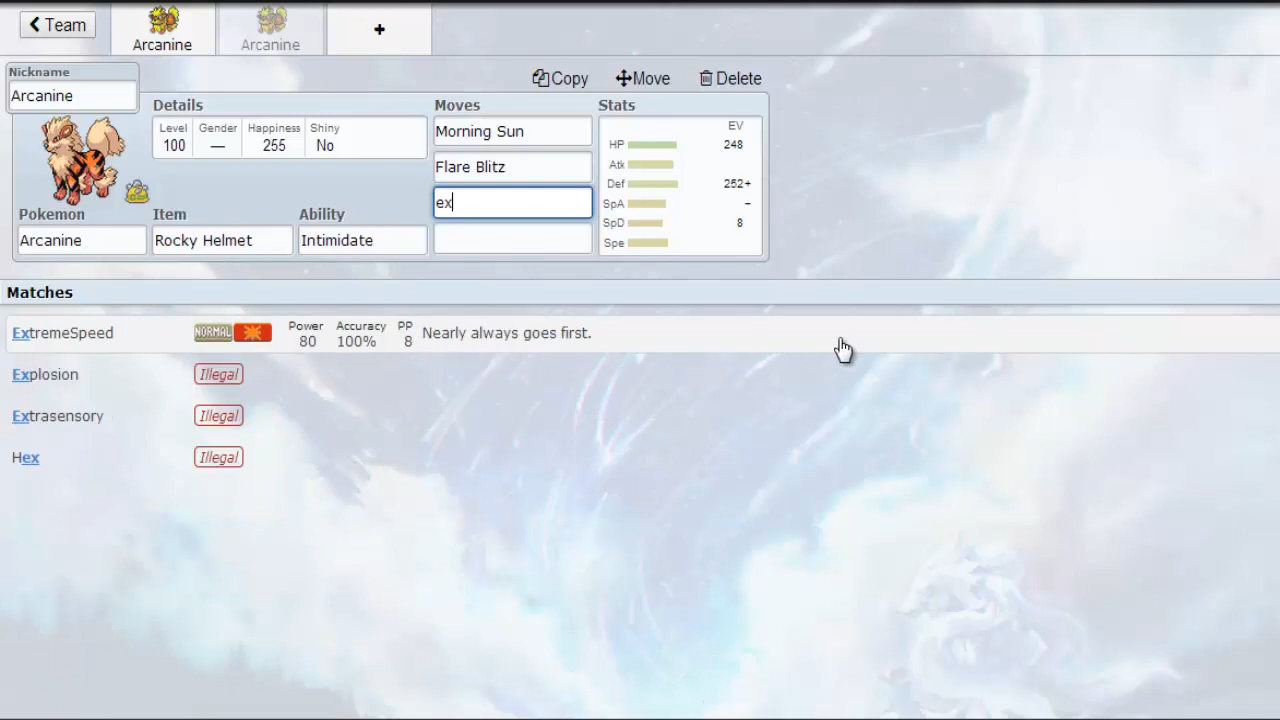 Team
Arcanine
Arcanine
+
Nickname
Arcanine
Copy
Move
Delete
Details
Moves
Stats
Level Gender Happiness Shiny
100 — 255 No
Morning Sun
Flare Blitz
ex
EV
HP 248
Atk
Def 252+
SpA –
SpD 8
Spe
Pokemon
Item
Ability
Arcanine
Rocky Helmet
Intimidate
Matches
ExtremeSpeed NORMAL Power Accuracy PP Nearly always goes first.
80 100% 8
Explosion Illegal
Extrasensory Illegal
Hex Illegal